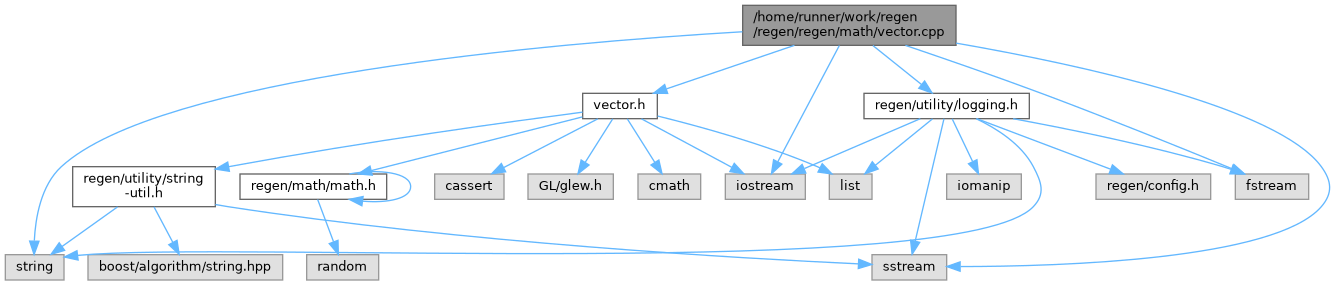 /home/runner/work/regen
/regen/regen/math/vector.cpp
vector.h
regen/utility/logging.h
regen/utility/string
-util.h
regen/math/math.h
cassert
GL/glew.h
cmath
iostream
list
iomanip
regen/config.h
fstream
string
boost/algorithm/string.hpp
random
sstream